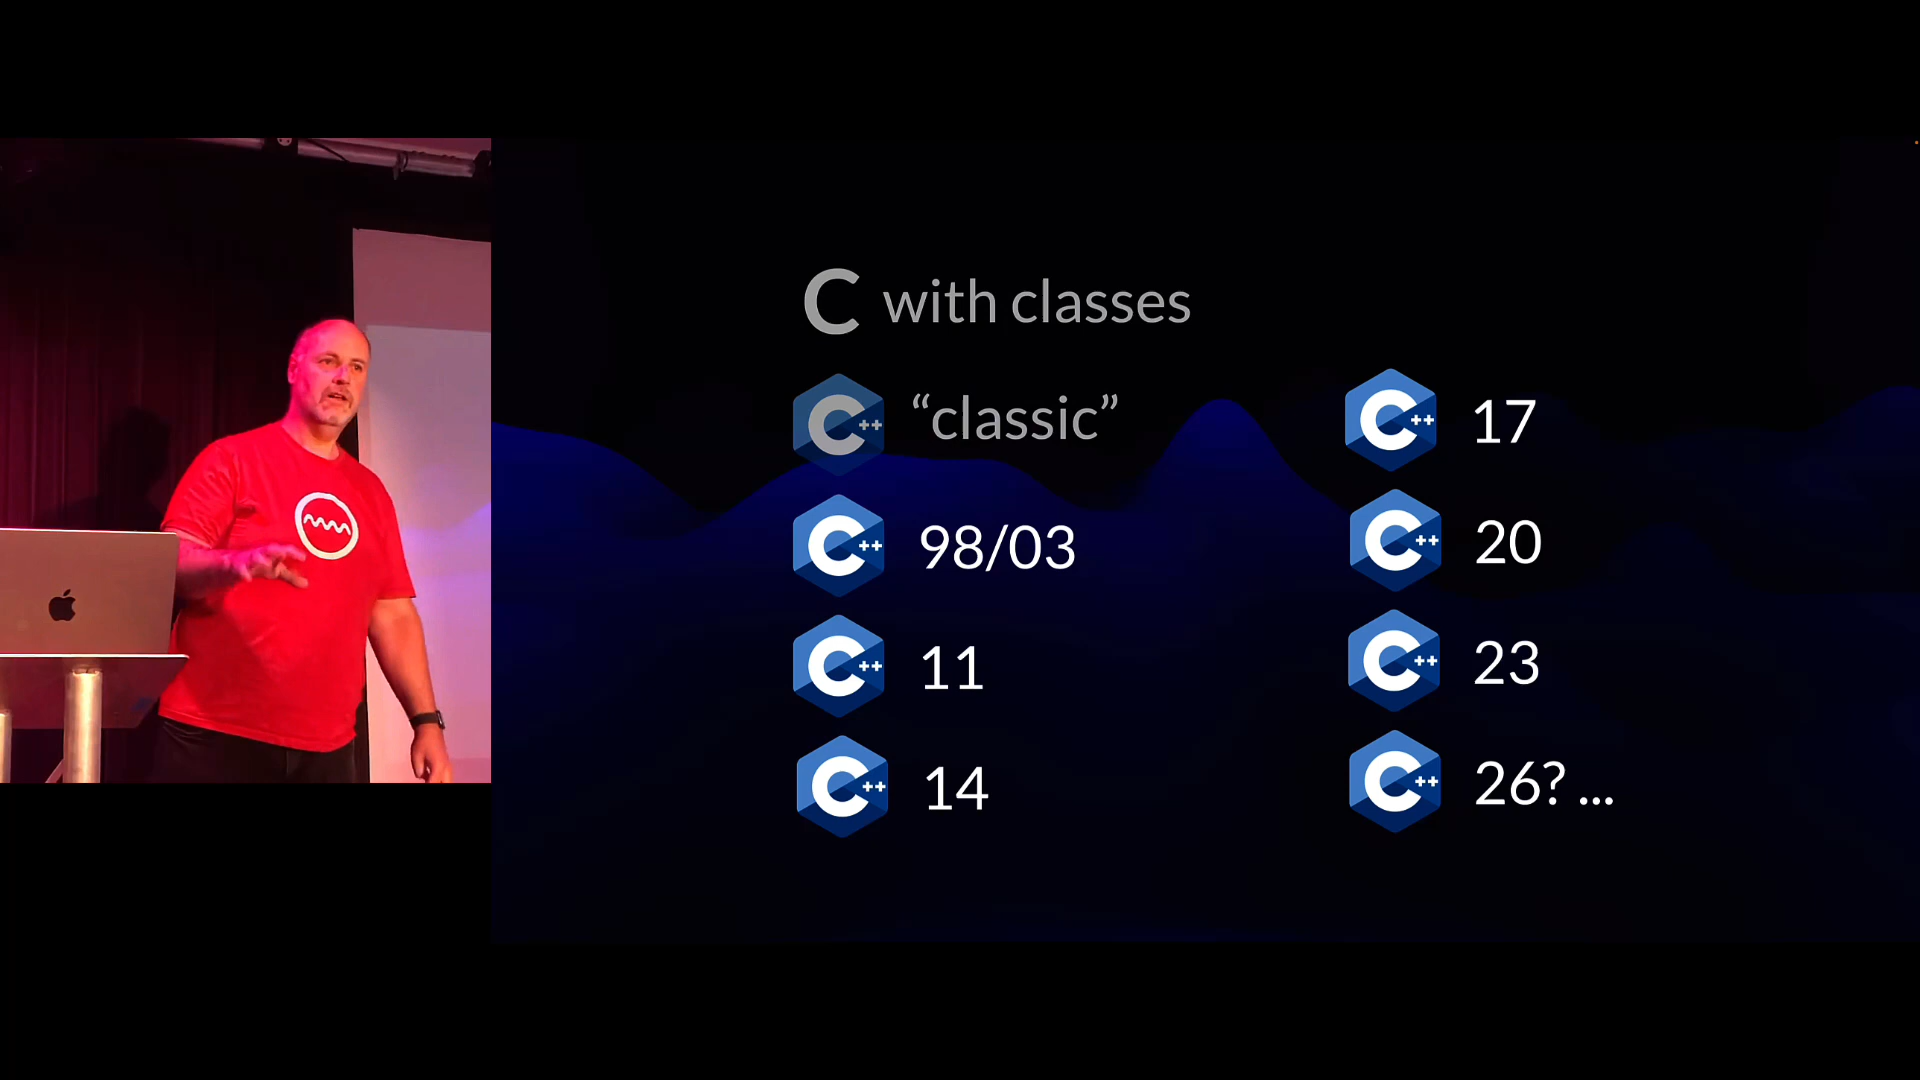 C with classes
C++ “classic”
C++ 98/03
C++ 11
C++ 14
C++ 17
C++ 20
C++ 23
C++ 26? ...